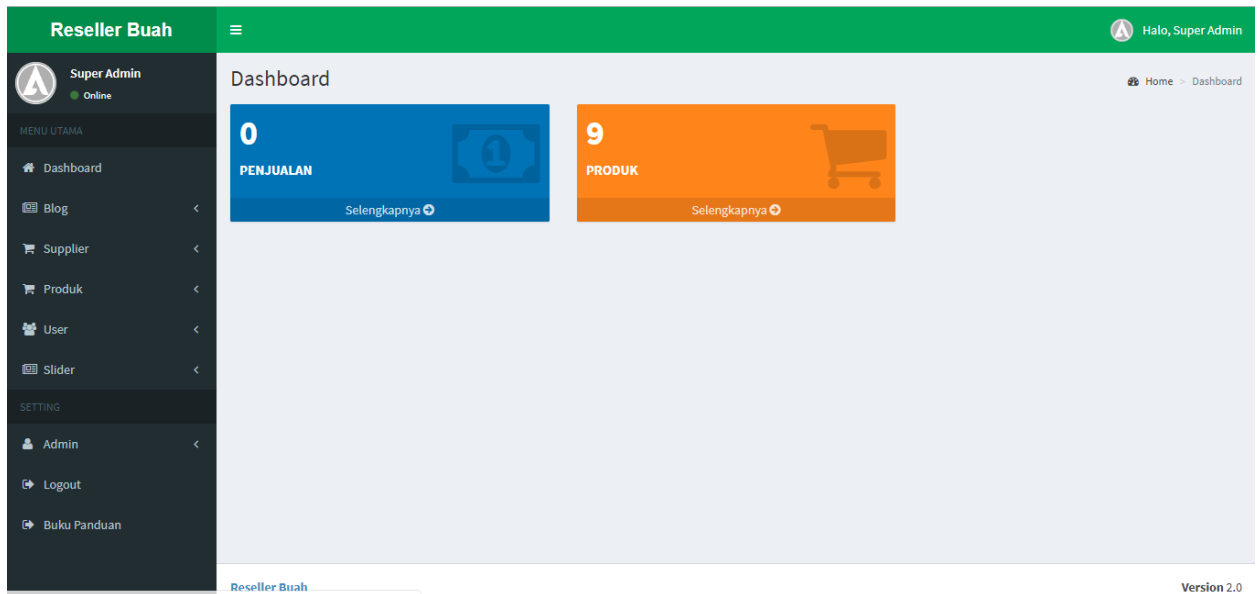 Reseller Buah
Halo, Super Admin
Super Admin
Online
MENU UTAMA
Dashboard
Blog
Supplier
Produk
User
Slider
SETTING
Admin
Logout
Buku Panduan
Dashboard
Home > Dashboard
0
PENJUALAN
Selengkapnya
9
PRODUK
Selengkapnya
Reseller Buah
Version 2.0